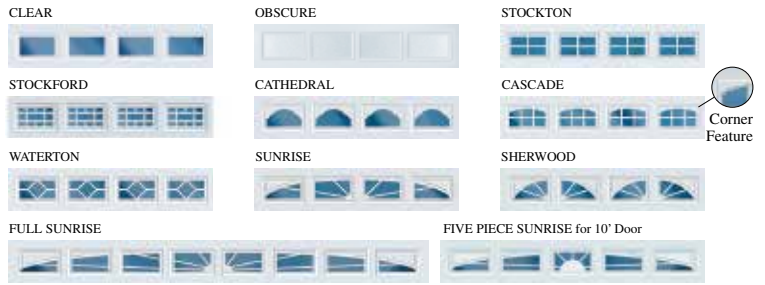 CLEAR
OBSCURE
STOCKTON
STOCKFORD
CATHEDRAL
CASCADE
Corner
Feature
WATERTON
SUNRISE
SHERWOOD
FULL SUNRISE
FIVE PIECE SUNRISE for 10' Door